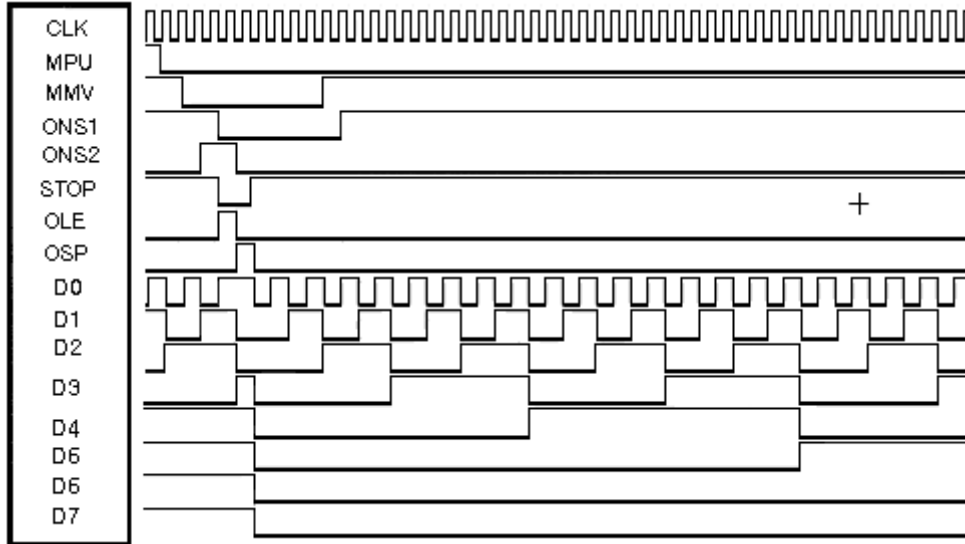 CLK
MPU
MMV
ONS1
ONS2
STOP
OLE
OSP
D0
D1
D2
D3
D4
D6
D6
D7